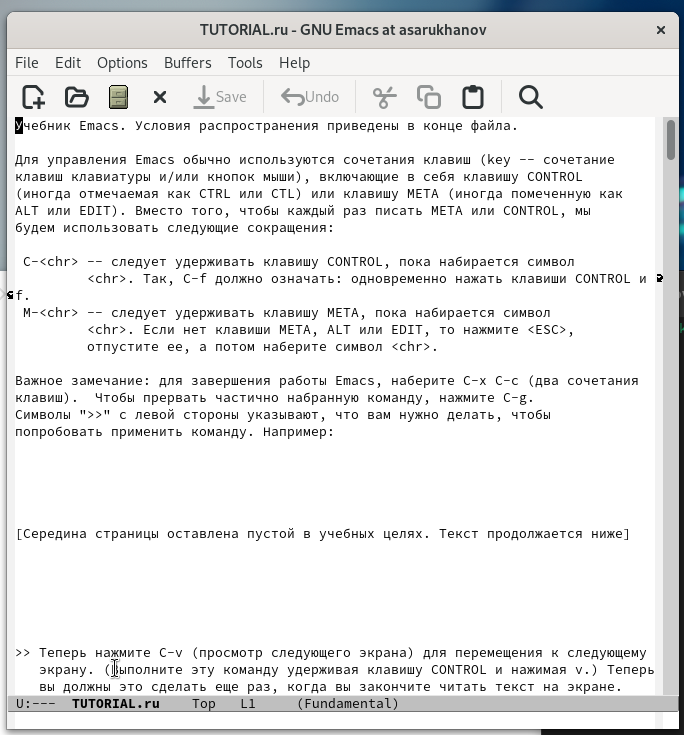 TUTORIAL.ru - GNU Emacs at asarukhanov
File Edit Options Buffers Tools Help
Save Undo
Учебник Emacs. Условия распространения приведены в конце файла.
Для управления Emacs обычно используются сочетания клавиш (key -- сочетание
клавиш клавиатуры и/или кнопок мыши), включающие в себя клавишу CONTROL
(иногда отмечаемая как CTRL или CTL) или клавишу META (иногда помеченную как
ALT или EDIT). Вместо того, чтобы каждый раз писать META или CONTROL, мы
будем использовать следующие сокращения:
C-<chr> -- следует удерживать клавишу CONTROL, пока набирается символ
<chr>. Так, C-f должно означать: одновременно нажать клавиши CONTROL и
f.
M-<chr> -- следует удерживать клавишу META, пока набирается символ
<chr>. Если нет клавиши META, ALT или EDIT, то нажмите <ESC>,
отпустите ее, а потом наберите символ <chr>.
Важное замечание: для завершения работы Emacs, наберите C-x C-c (два сочетания
клавиш).  Чтобы прервать частично набранную команду, нажмите C-g.
Символы ">>" с левой стороны указывают, что вам нужно делать, чтобы
попробовать применить команду. Например:
[Середина страницы оставлена пустой в учебных целях. Текст продолжается ниже]
>> Теперь нажмите C-v (просмотр следующего экрана) для перемещения к следующему
экрану. (Выполните эту команду удерживая клавишу CONTROL и нажимая v.) Теперь
вы должны это сделать еще раз, когда вы закончите читать текст на экране.
U:--- TUTORIAL.ru Top L1 (Fundamental)